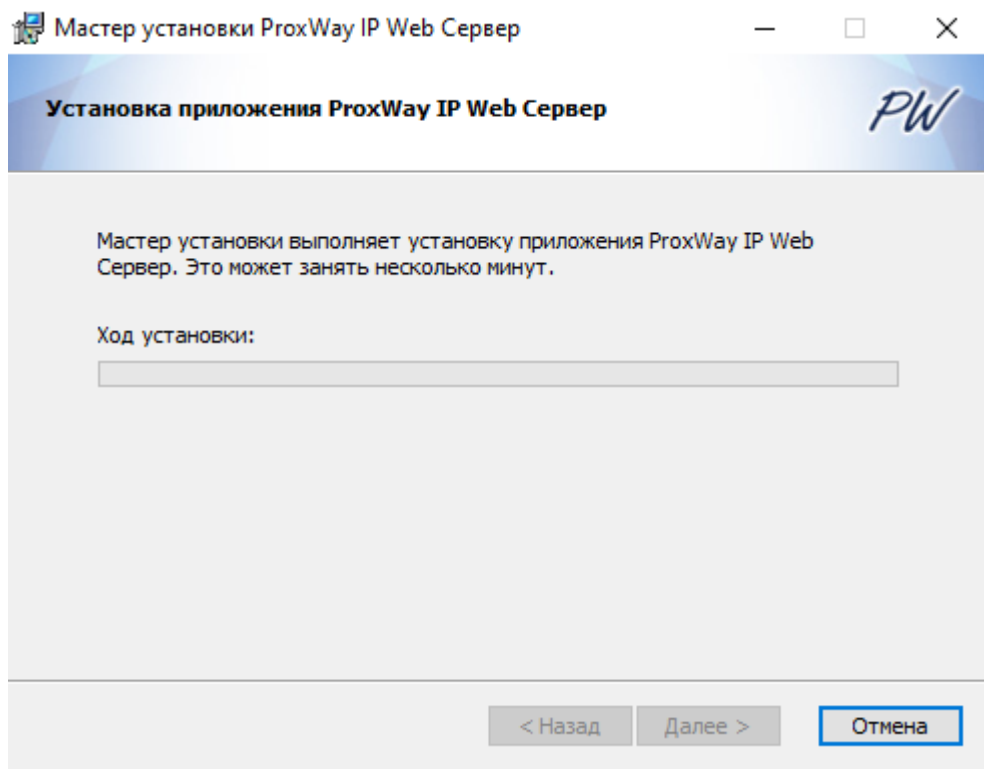 Мастер установки ProxWay IP Web Сервер
Установка приложения ProxWay IP Web Сервер
PW
Мастер установки выполняет установку приложения ProxWay IP Web
Сервер. Это может занять несколько минут.
Ход установки:
< Назад
Далее >
Отмена